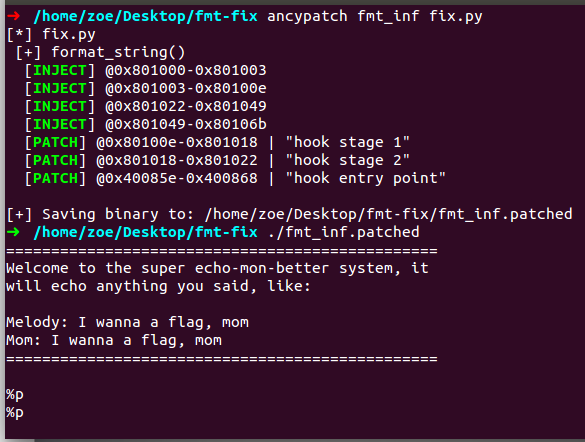 ➜ /home/zoe/Desktop/fmt-fix ancypatch fmt_inf fix.py
[*] fix.py
[+] format_string()
[INJECT] @0x801000-0x801003
[INJECT] @0x801003-0x80100e
[INJECT] @0x801022-0x801049
[INJECT] @0x801049-0x80106b
[PATCH] @0x80100e-0x801018 | "hook stage 1"
[PATCH] @0x801018-0x801022 | "hook stage 2"
[PATCH] @0x40085e-0x400868 | "hook entry point"
[+] Saving binary to: /home/zoe/Desktop/fmt-fix/fmt_inf.patched
➜ /home/zoe/Desktop/fmt-fix ./fmt_inf.patched
================================================
Welcome to the super echo-mon-better system, it
will echo anything you said, like:
Melody: I wanna a flag, mom
Mom: I wanna a flag, mom
================================================
%p
%p